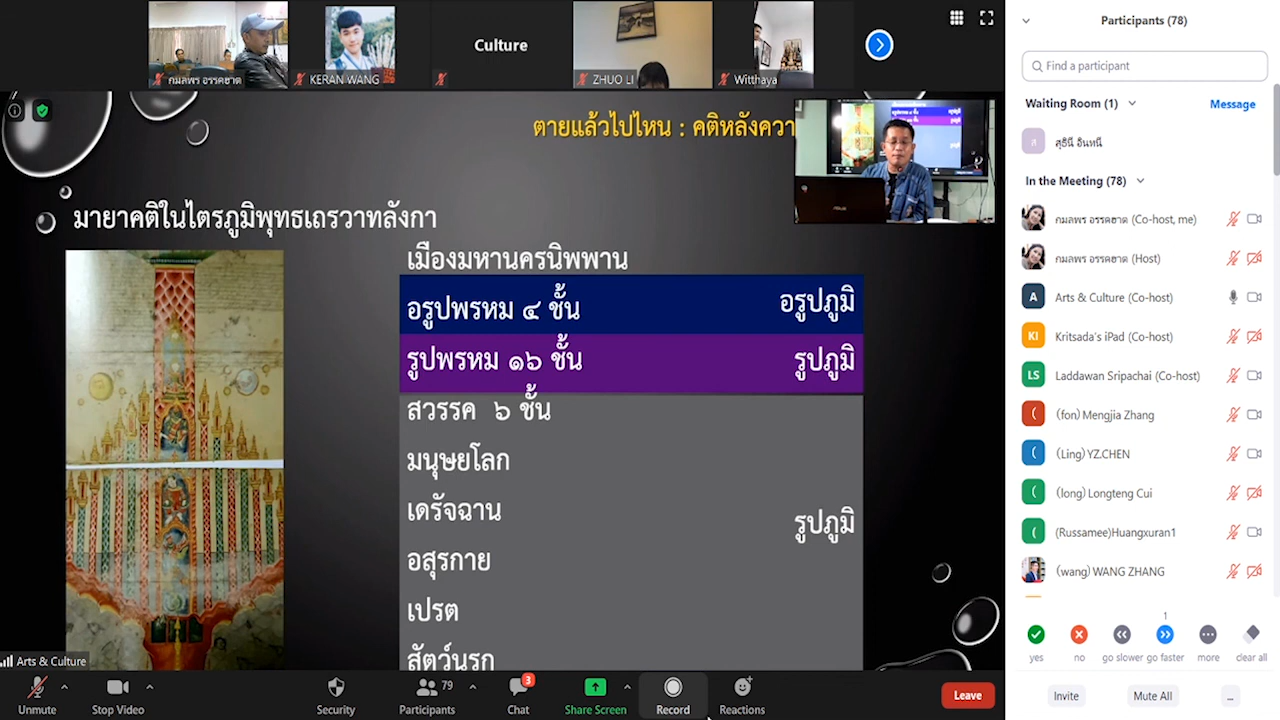 กมลพร อรรคฮาด
KERAN WANG
Culture
ZHUO LI
Witthaya
ตายแล้วไปไหน : คติหลังควา
มายาคติในไตรภูมิพุทธเถรวาทลังกา
เมืองมหานครนิพพาน
อรูปพรหม ๔ ชั้น อรูปภูมิ
รูปพรหม ๑๖ ชั้น รูปภูมิ
สวรรค ๖ ชั้น
มนุษยโลก
เดรัจฉาน
รูปภูมิ
อสุรกาย
เปรต
สัตว์นรก
Arts & Culture
Unmute
Stop Video
Security
79
Participants
3
Chat
Share Screen
Record
Reactions
Leave
Participants (78)
Find a participant
Waiting Room (1) Message
ส สุธินี อินทนี
In the Meeting (78)
กมลพร อรรคฮาด (Co-host, me)
กมลพร อรรคฮาด (Host)
A Arts & Culture (Co-host)
KI Kritsada's iPad (Co-host)
LS Laddawan Sripachai (Co-host)
( (fon) Mengjia Zhang
( (Ling) YZ.CHEN
( (long) Longteng Cui
( (Russamee)Huangxuran1
(wang) WANG ZHANG
1
yes no go slower go faster more clear all
Invite Mute All ...